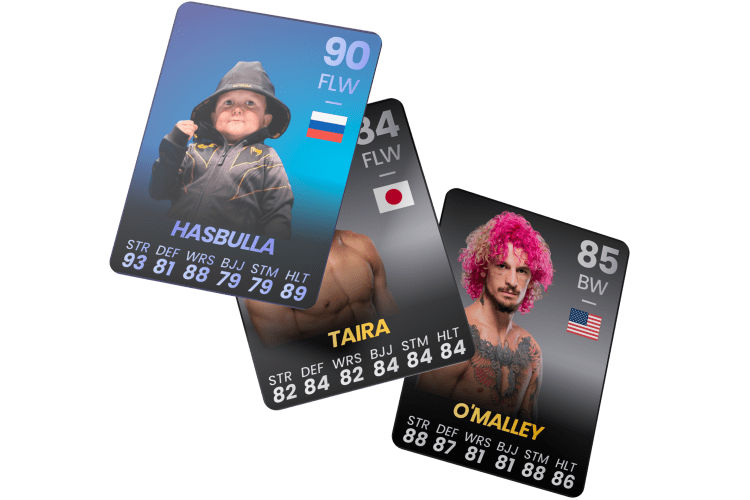 90
FLW
HASBULLA
STR DEF WRS BJJ STM HLT
93 81 88 79 79 89
84
FLW
TAIRA
STR DEF WRS BJJ STM HLT
82 84 82 84 84 84
85
BW
O'MALLEY
STR DEF WRS BJJ STM HLT
88 87 81 81 88 86